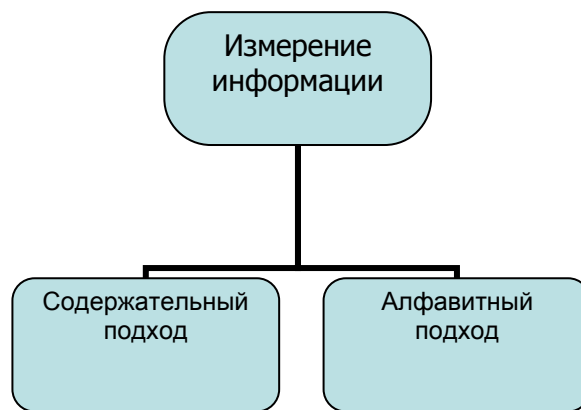 Измерение
информации
Содержательный
подход
Алфавитный
подход